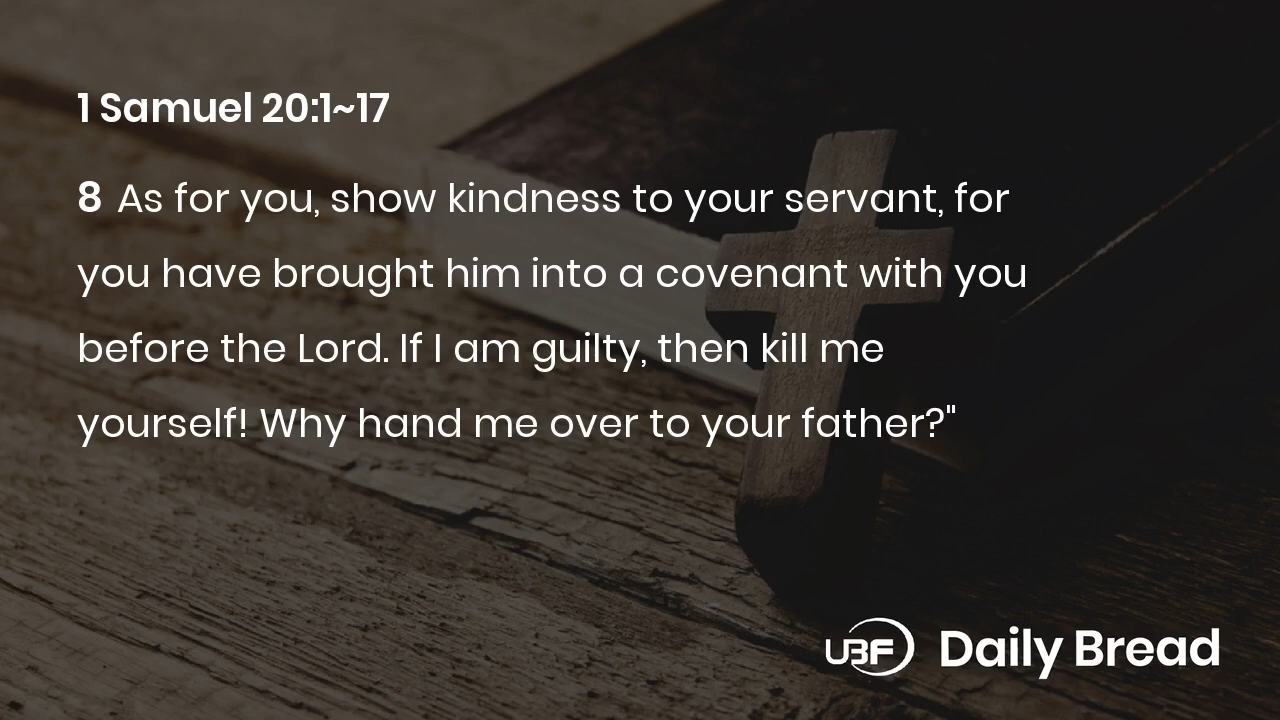 1 Samuel 20:1~17
8 As for you, show kindness to your servant, for
you have brought him into a covenant with you
before the Lord. If I am guilty, then kill me
yourself! Why hand me over to your father?"
UBF Daily Bread